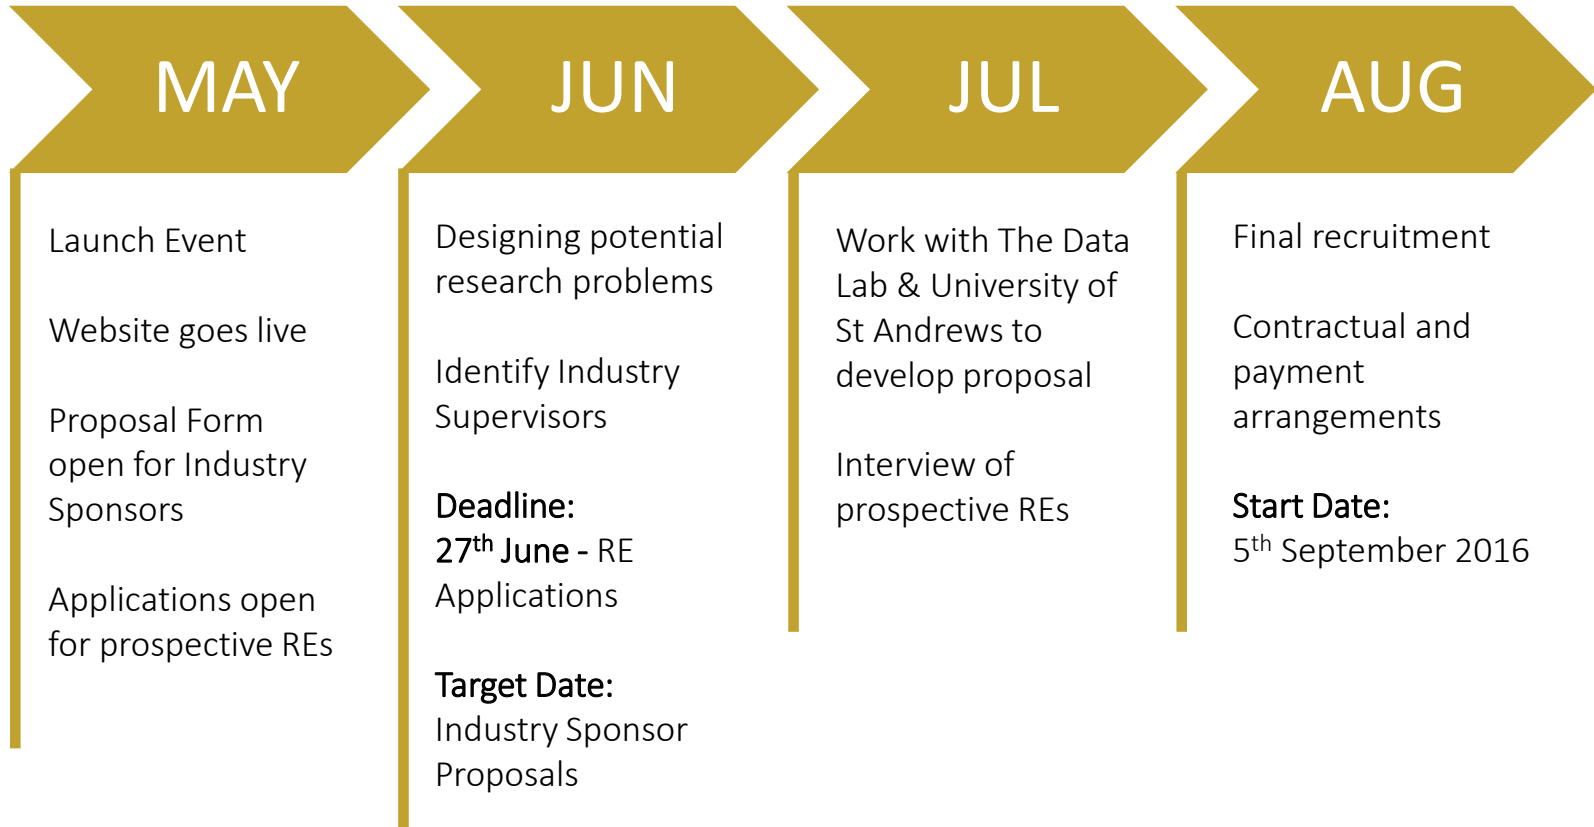 MAY
Launch Event
Website goes live
Proposal Form
open for Industry
Sponsors
Applications open
for prospective REs
JUN
Designing potential
research problems
Identify Industry
Supervisors
Deadline:
27th June - RE
Applications
Target Date:
Industry Sponsor
Proposals
JUL
Work with The Data
Lab & University of
St Andrews to
develop proposal
Interview of
prospective REs
AUG
Final recruitment
Contractual and
payment
arrangements
Start Date:
5th September 2016